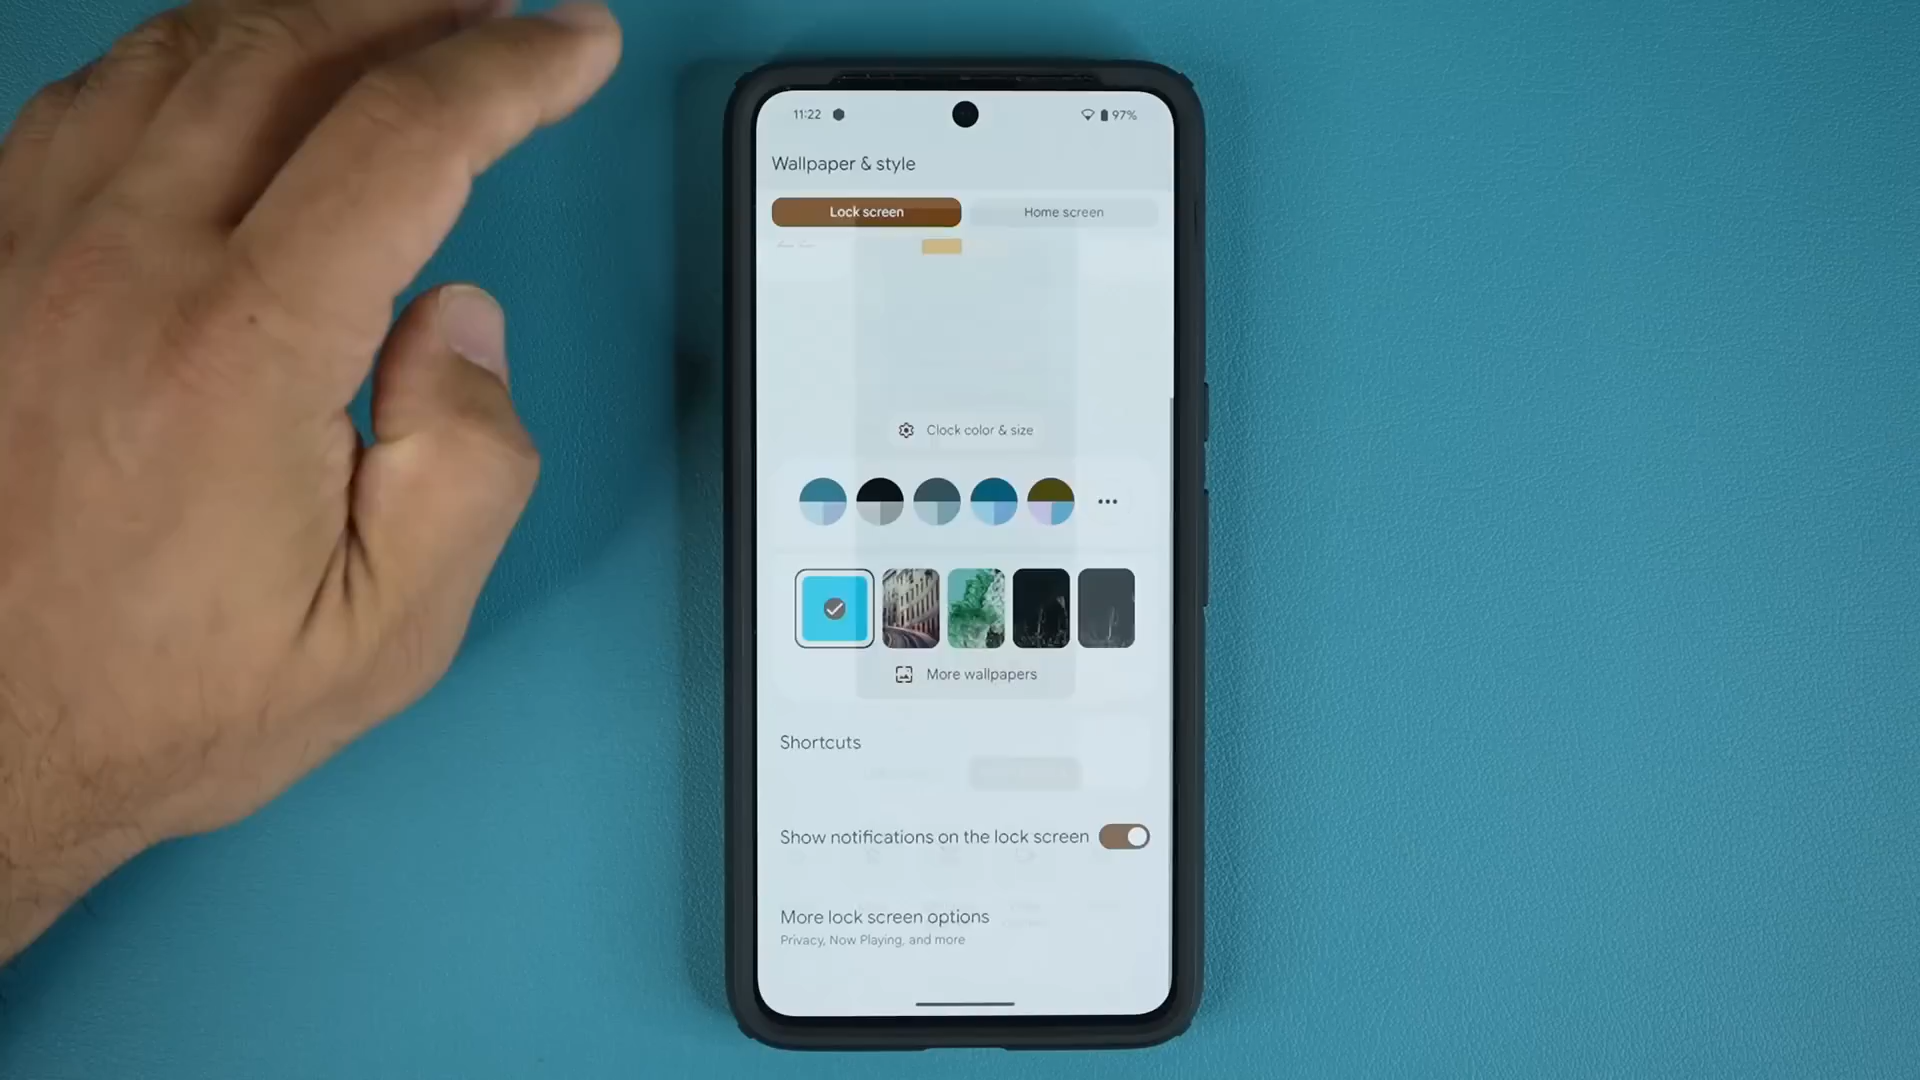 11:22
97%
Wallpaper & style
Lock screen
Home screen
Clock color & size
More wallpapers
Shortcuts
Show notifications on the lock screen
More lock screen options
Privacy, Now Playing, and more